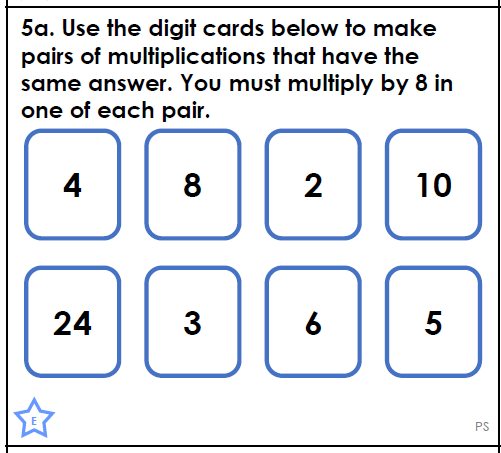 5a. Use the digit cards below to make
pairs of multiplications that have the
same answer. You must multiply by 8 in
one of each pair.
4 8 2 10
24 3 6 5
E
PS